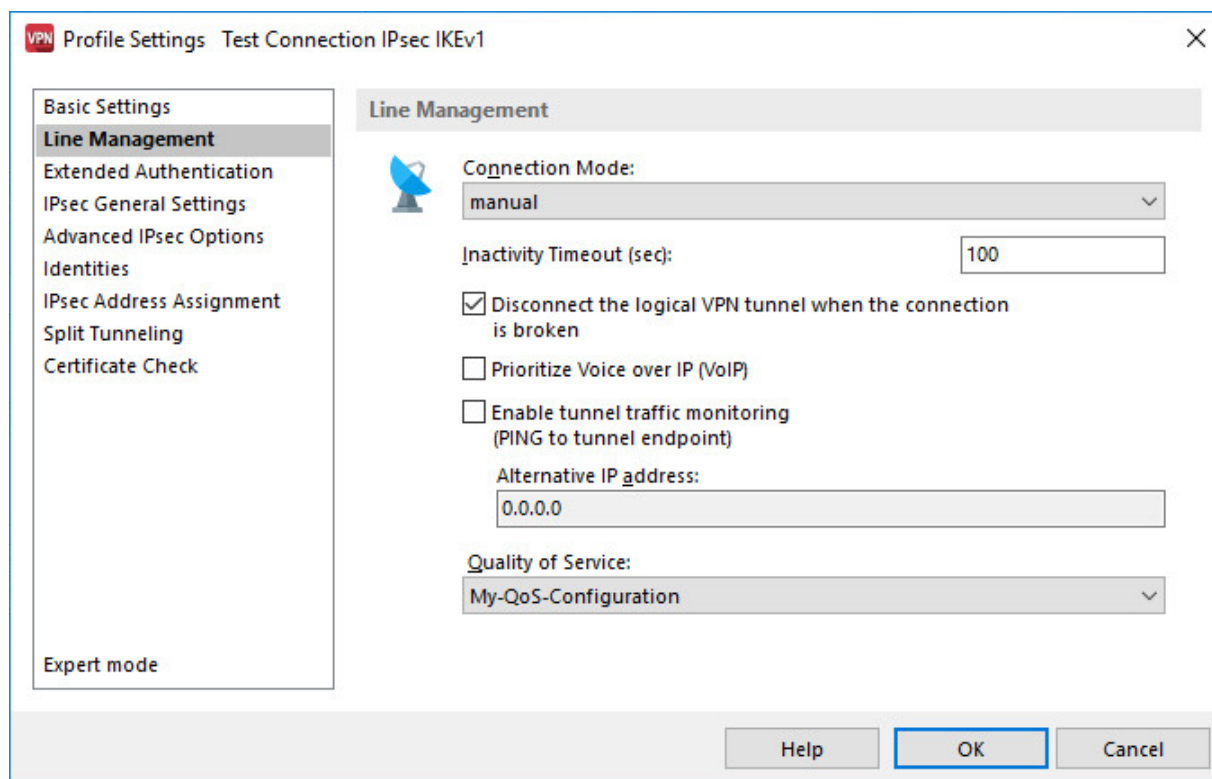 VPN Profile Settings Test Connection IPsec IKEv1
Basic Settings
Line Management
Extended Authentication
IPsec General Settings
Advanced IPsec Options
Identities
IPsec Address Assignment
Split Tunneling
Certificate Check
Expert mode
Line Management
Connection Mode:
manual
Inactivity Timeout (sec): 100
Disconnect the logical VPN tunnel when the connection
is broken
Prioritize Voice over IP (VoIP)
Enable tunnel traffic monitoring
(PING to tunnel endpoint)
Alternative IP address:
0.0.0.0
Quality of Service:
My-QoS-Configuration
Help OK Cancel